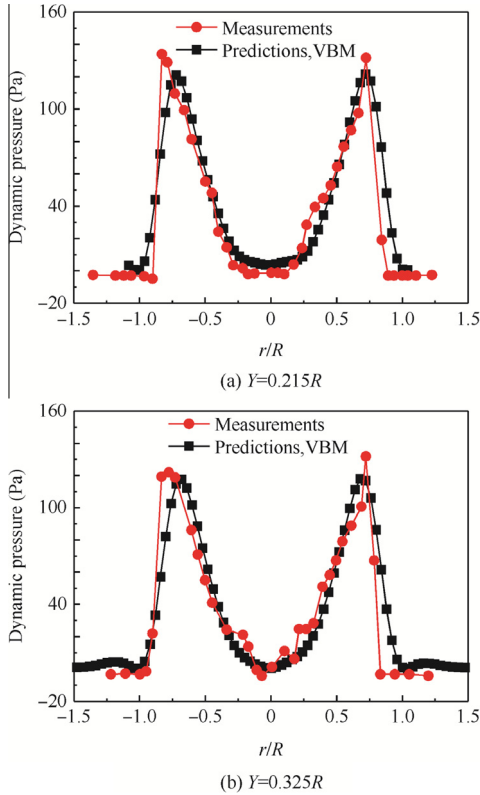 160
Measurements
Predictions,VBM
100
Dynamic pressure (Pa)
40
−20
−1.5 −1.0 −0.5 0 0.5 1.0 1.5
r/R
(a) Y=0.215R
160
Measurements
Predictions,VBM
100
Dynamic pressure (Pa)
40
−20
−1.5 −1.0 −0.5 0 0.5 1.0 1.5
r/R
(b) Y=0.325R